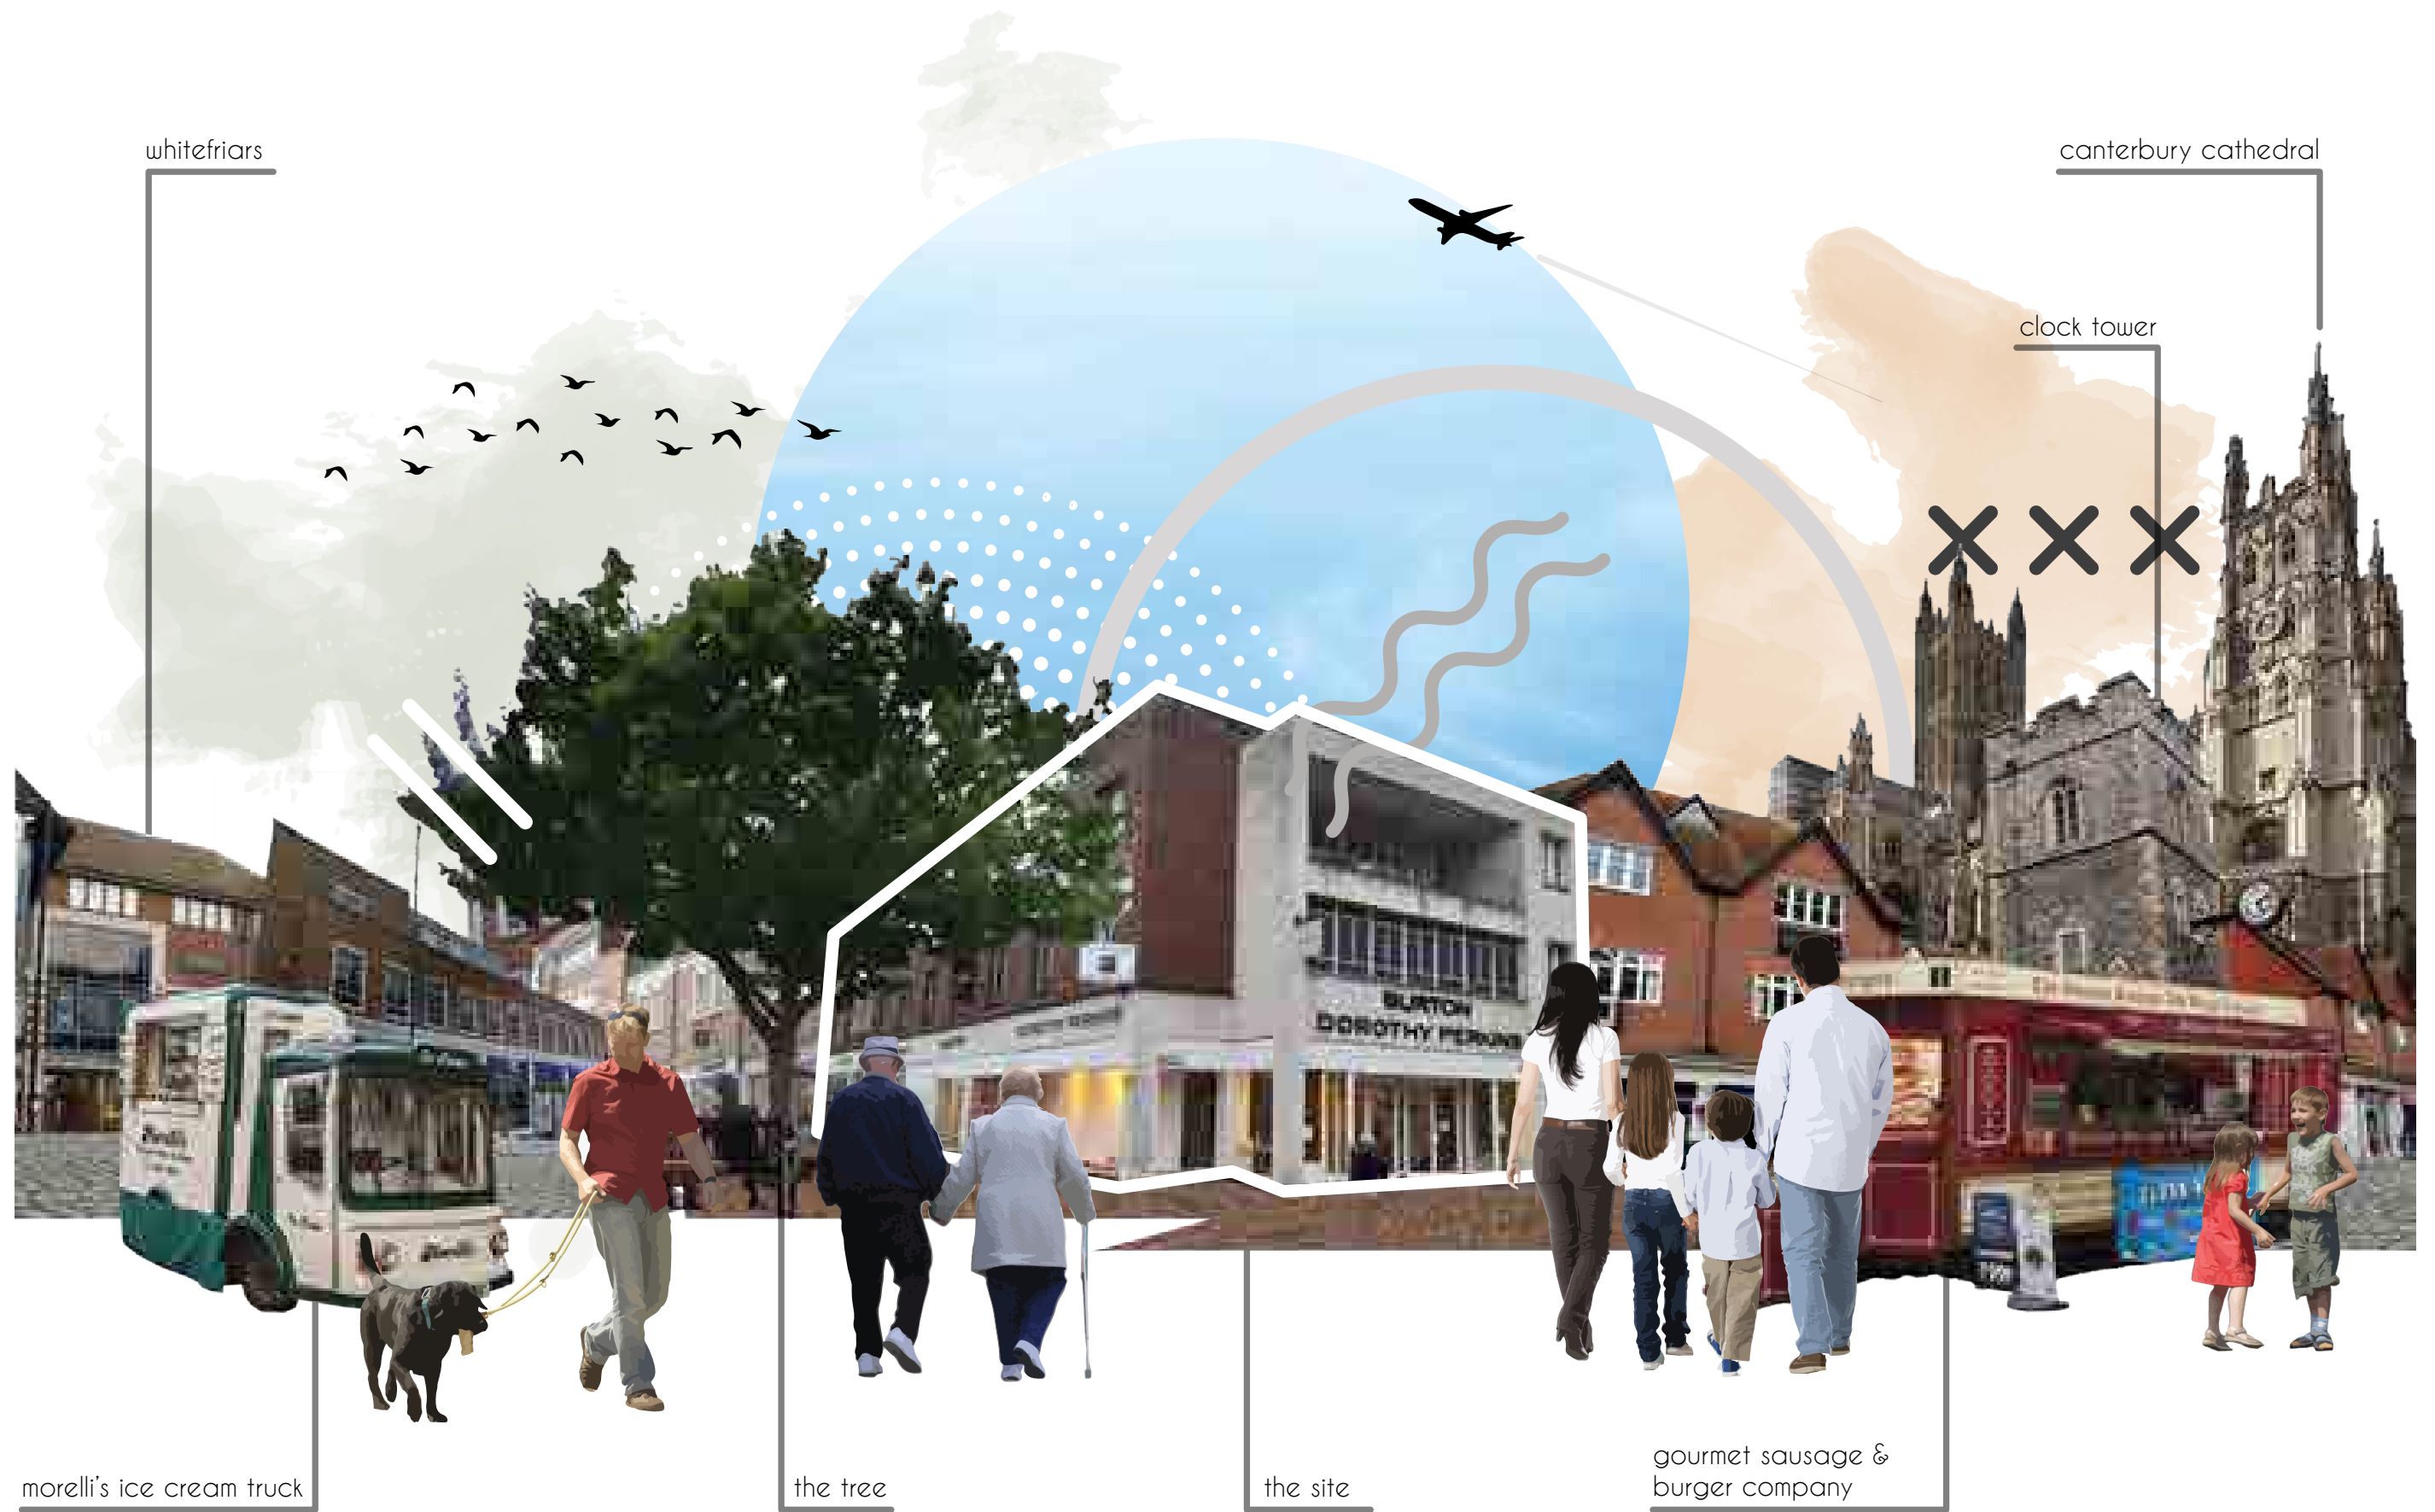 whitefriars
canterbury cathedral
clock tower
BURTON
DOROTHY PERKINS
morelli's ice cream truck
the tree
the site
gourmet sausage &
burger company